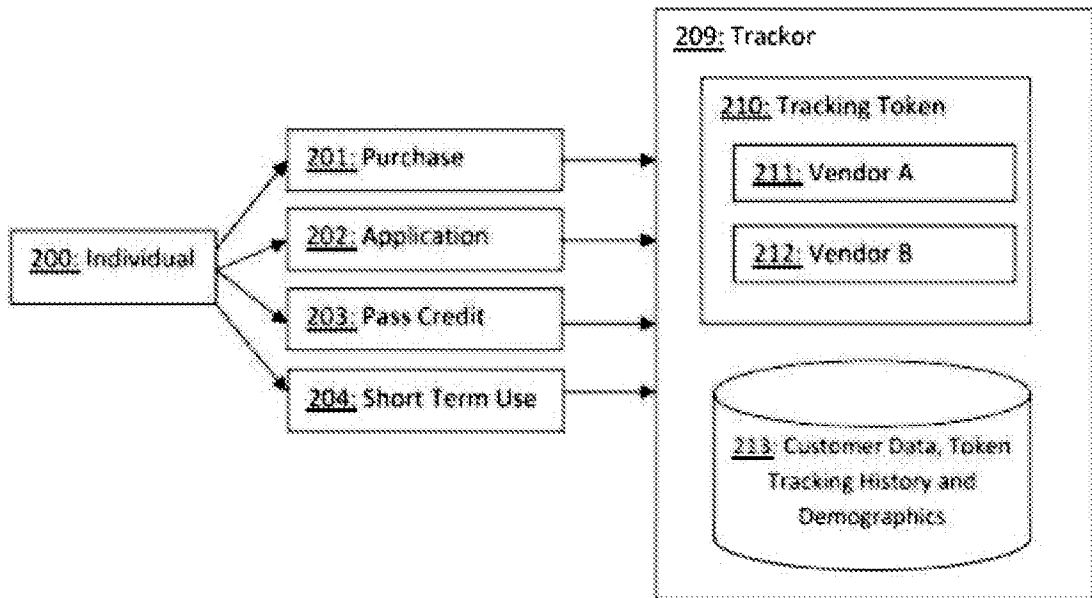 209: Trackor
210: Tracking Token
201: Purchase
211: Vendor A
202: Application
212: Vendor B
200: Individual
203: Pass Credit
204: Short Term Use
213: Customer Data, Token
Tracking History and
Demographics